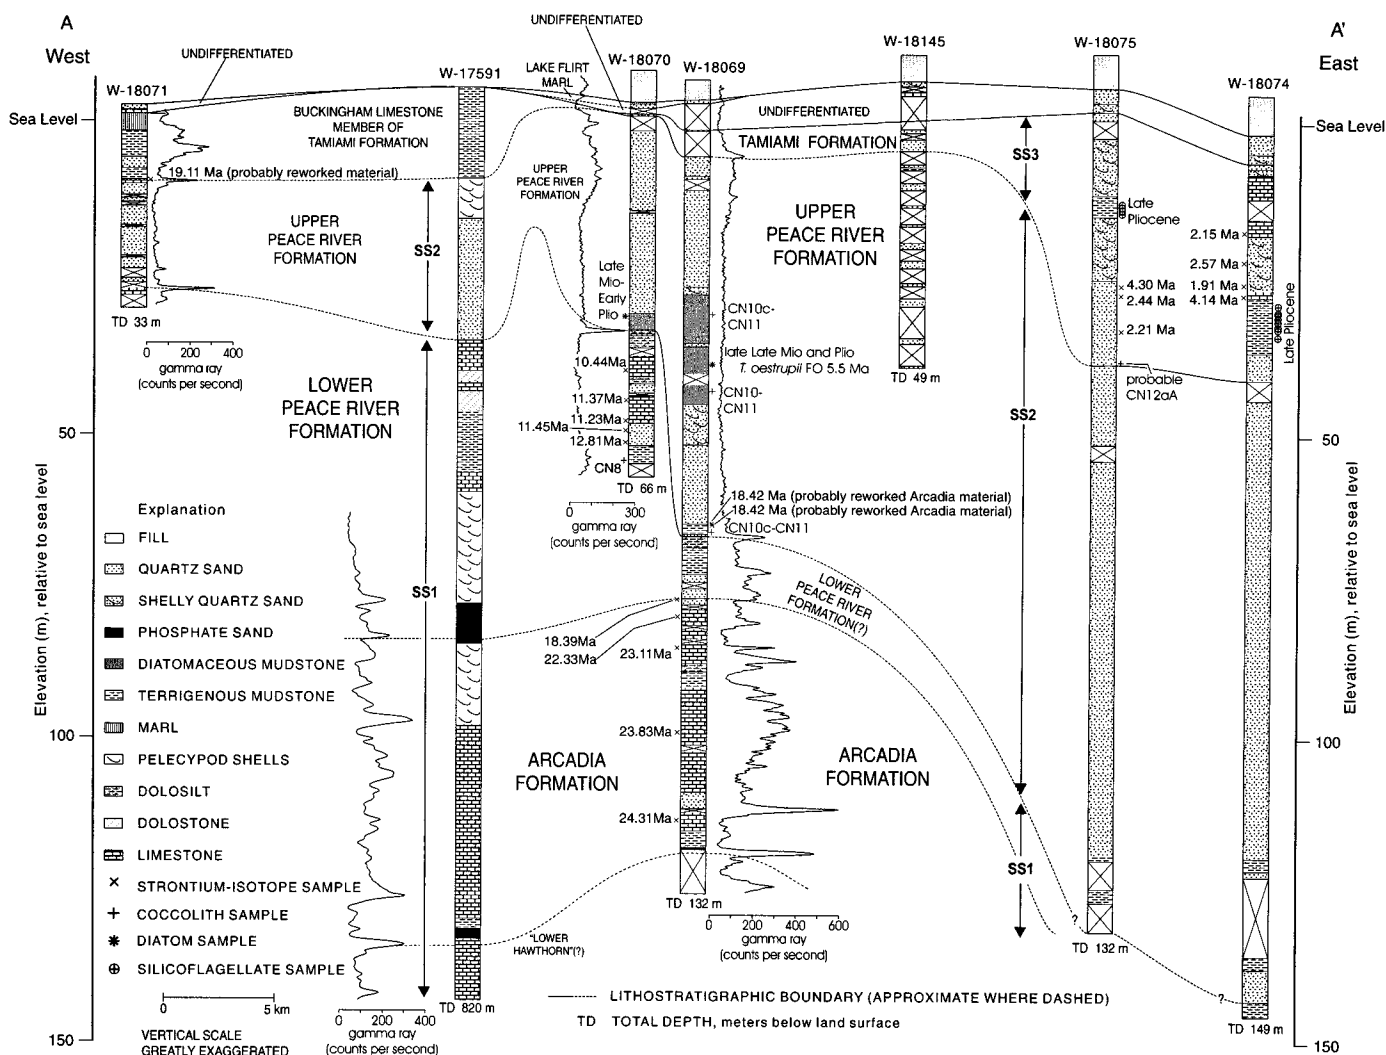 A
West
A'
East
UNDIFFERENTIATED
UNDIFFERENTIATED
W-18071
W-17591
LAKE FLIRT
MARL
W-18070
W-18069
W-18145
W-18075
W-18074
Sea Level
Sea Level
BUCKINGHAM LIMESTONE
MEMBER OF
TAMIAMI FORMATION
UNDIFFERENTIATED
TAMIAMI FORMATION
SS3
19.11 Ma (probably reworked material)
UPPER
PEACE RIVER
FORMATION
UPPER
PEACE RIVER
FORMATION
UPPER
PEACE RIVER
FORMATION
SS2
Late
Pliocene
2.15 Ma
2.57 Ma
4.30 Ma
2.44 Ma
1.91 Ma
4.14 Ma
2.21 Ma
Late Pliocene
Late
Mio-
Early
Plio
CN10c-
CN11
late Late Mio and Plio
T. oestrupii FO 5.5 Ma
CN10-
CN11
TD 33 m
0 200 400
gamma ray
(counts per second)
10.44Ma
11.37Ma
11.23Ma
11.45Ma
12.81Ma
CN8
TD 66 m
0 300
gamma ray
(counts per second)
TD 49 m
probable
CN12aA
SS2
LOWER
PEACE RIVER
FORMATION
50
50
Elevation (m), relative to sea level
Elevation (m), relative to sea level
18.42 Ma (probably reworked Arcadia material)
18.42 Ma (probably reworked Arcadia material)
?
CN10c-CN11
SS1
LOWER
PEACE RIVER
FORMATION(?)
18.39Ma
22.33Ma
23.11Ma
23.83Ma
24.31Ma
100
100
ARCADIA
FORMATION
ARCADIA
FORMATION
SS1
TD 132 m
0 200 400 600
gamma ray
(counts per second)
"LOWER
HAWTHORN"(?)
?
TD 132 m
?
TD 149 m
TD 820 m
0 200 400
gamma ray
(counts per second)
150
150
Explanation
FILL
QUARTZ SAND
SHELLY QUARTZ SAND
PHOSPHATE SAND
DIATOMACEOUS MUDSTONE
TERRIGENOUS MUDSTONE
MARL
PELECYPOD SHELLS
DOLOSILT
DOLOSTONE
LIMESTONE
STRONTIUM-ISOTOPE SAMPLE
COCCOLITH SAMPLE
DIATOM SAMPLE
SILICOFLAGELLATE SAMPLE
0 5 km
VERTICAL SCALE
GREATLY EXAGGERATED
LITHOSTRATIGRAPHIC BOUNDARY (APPROXIMATE WHERE DASHED)
TD TOTAL DEPTH, meters below land surface